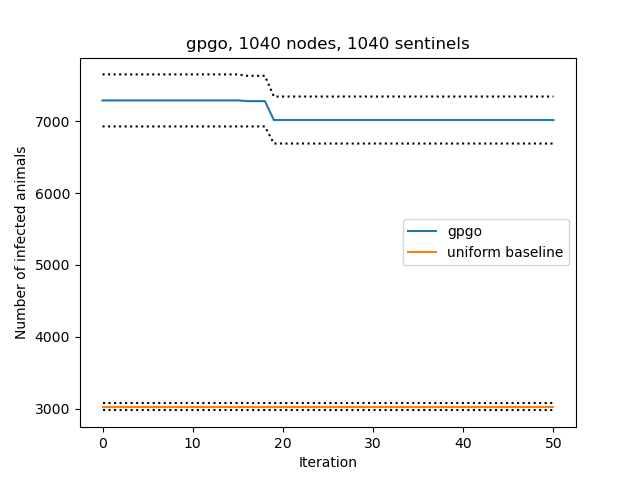 gpgo, 1040 nodes, 1040 sentinels
Number of infected animals
7000
6000
5000
4000
3000
gpgo
uniform baseline
0 10 20 30 40 50
Iteration